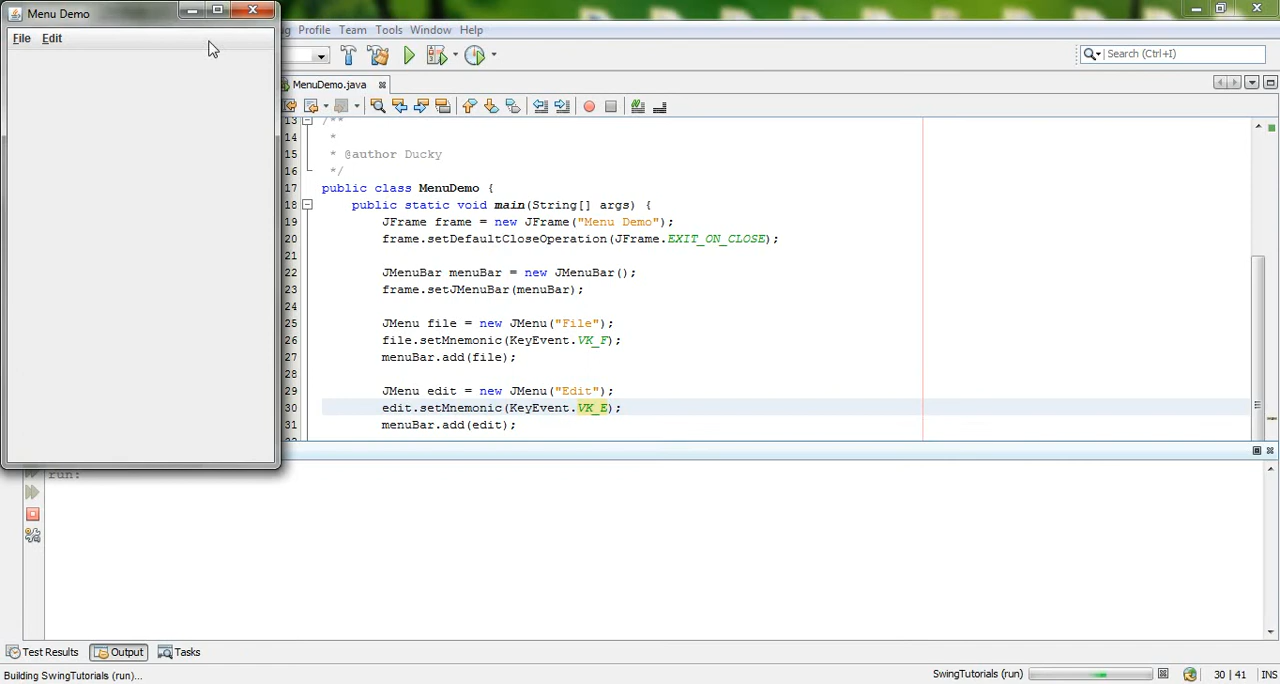 Menu Demo
File Edit
Profile Team Tools Window Help
Search (Ctrl+I)
MenuDemo.java
13 /**
14 *
15 * @author Ducky
16 */
17 public class MenuDemo {
18 public static void main(String[] args) {
19 JFrame frame = new JFrame("Menu Demo");
20 frame.setDefaultCloseOperation(JFrame.EXIT_ON_CLOSE);
21
22 JMenuBar menuBar = new JMenuBar();
23 frame.setJMenuBar(menuBar);
24
25 JMenu file = new JMenu("File");
26 file.setMnemonic(KeyEvent.VK_F);
27 menuBar.add(file);
28
29 JMenu edit = new JMenu("Edit");
30 edit.setMnemonic(KeyEvent.VK_E);
31 menuBar.add(edit);
run:
Test Results Output Tasks
Building SwingTutorials (run)... SwingTutorials (run) 30 | 41 INS